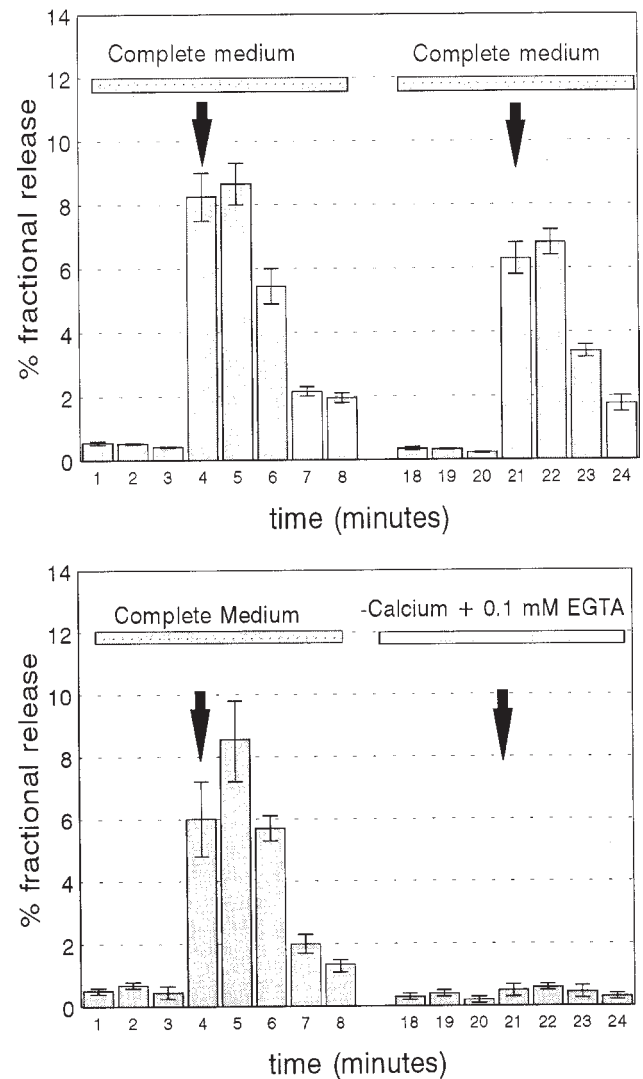 14
Complete medium Complete medium
12
10
8
6
4
2
0
% fractional release
1 2 3 4 5 6 7 8 18 19 20 21 22 23 24
time (minutes)
14
Complete Medium -Calcium + 0.1 mM EGTA
12
10
8
6
4
2
0
% fractional release
1 2 3 4 5 6 7 8 18 19 20 21 22 23 24
time (minutes)